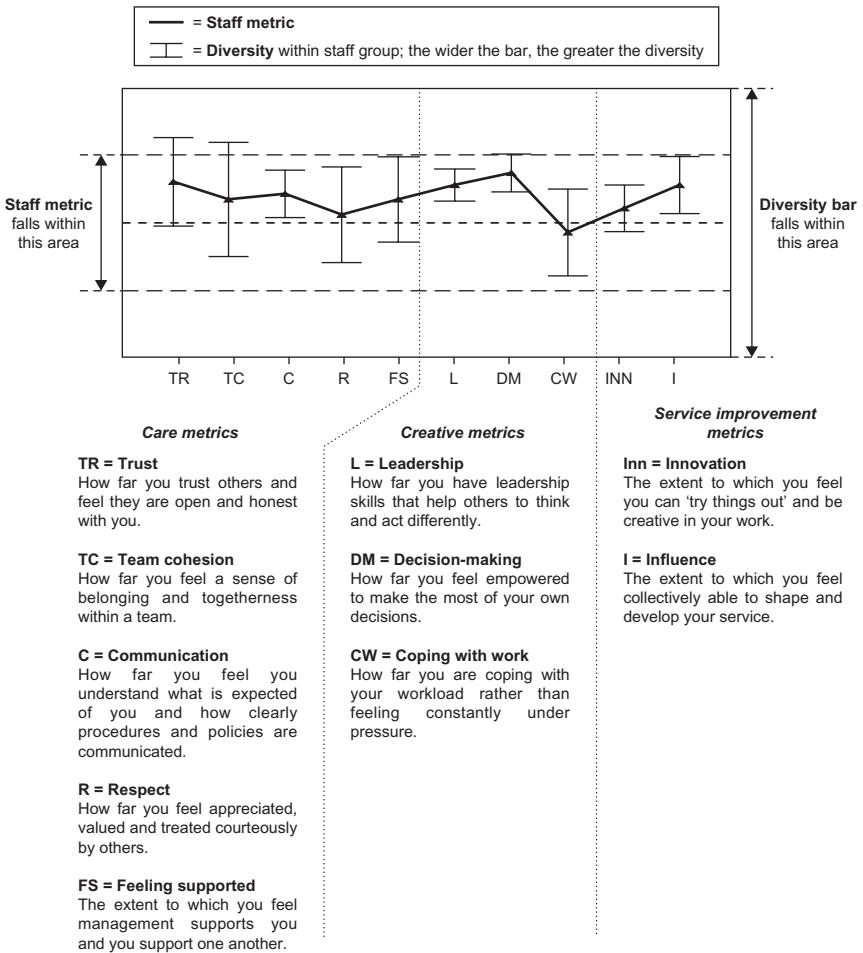 = Staff metric
= Diversity within staff group; the wider the bar, the greater the diversity
Staff metric
falls within
this area
Diversity bar
falls within
this area
TR TC C R FS L DM CW INN I
Care metrics
TR = Trust
How far you trust others and
feel they are open and honest
with you.
TC = Team cohesion
How far you feel a sense of
belonging and togetherness
within a team.
C = Communication
How far you feel you
understand what is expected
of you and how clearly
procedures and policies are
communicated.
R = Respect
How far you feel appreciated,
valued and treated courteously
by others.
FS = Feeling supported
The extent to which you feel
management supports you
and you support one another.
Creative metrics
L = Leadership
How far you have leadership
skills that help others to think
and act differently.
DM = Decision-making
How far you feel empowered
to make the most of your own
decisions.
CW = Coping with work
How far you are coping with
your workload rather than
feeling constantly under
pressure.
Service improvement
metrics
Inn = Innovation
The extent to which you feel
you can ‘try things out’ and be
creative in your work.
I = Influence
The extent to which you feel
collectively able to shape and
develop your service.